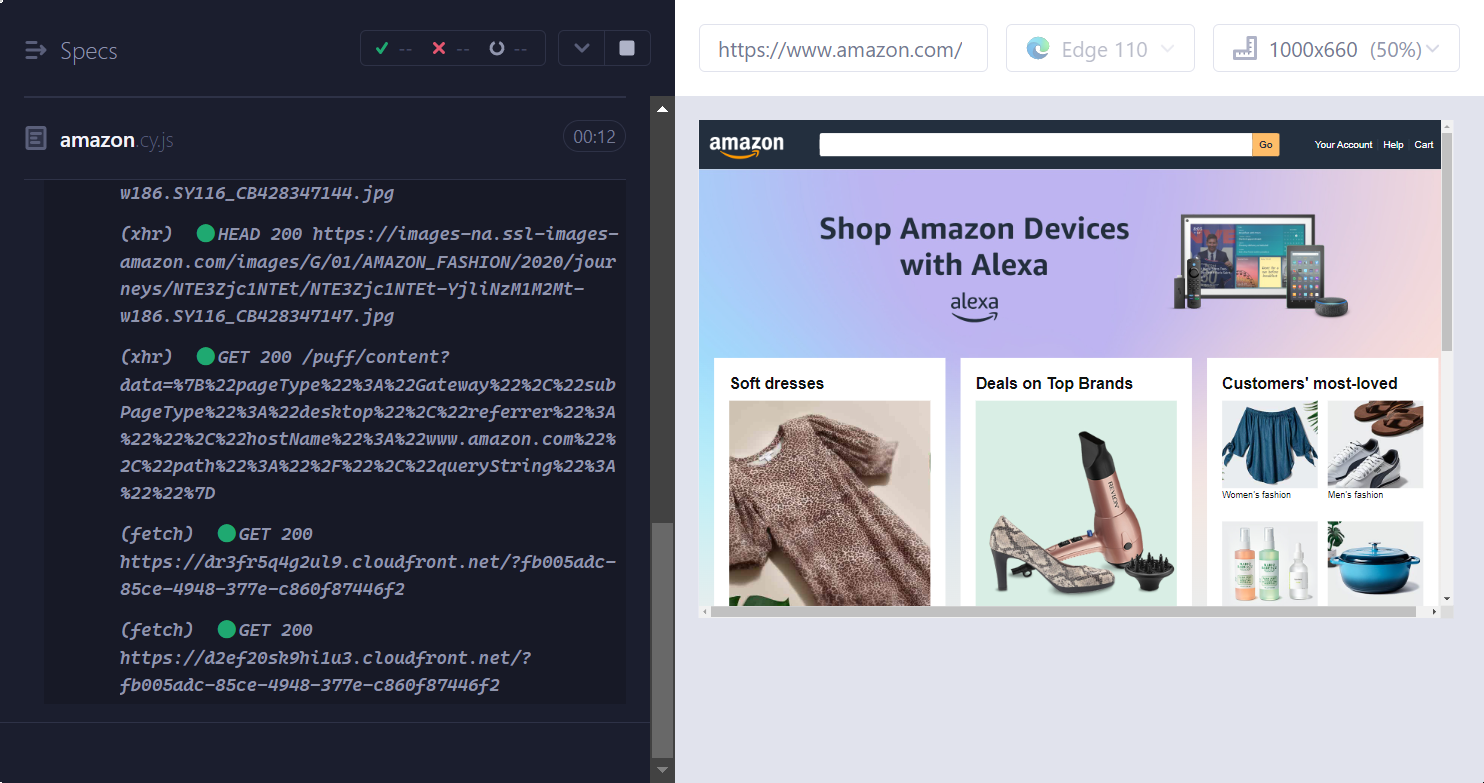 Specs
-- -- --
amazon.cy.js
00:12
w186.SY116_CB428347144.jpg
(xhr) HEAD 200 https://images-na.ssl-images-
amazon.com/images/G/01/AMAZON_FASHION/2020/jour
neys/NTE3Zjc1NTEt/NTE3Zjc1NTEt-YjliNzM1M2Mt-
w186.SY116_CB428347147.jpg
(xhr) GET 200 /puff/content?
data=%7B%22pageType%22%3A%22Gateway%22%2C%22sub
PageType%22%3A%22desktop%22%2C%22referrer%22%3A
%22%22%2C%22hostName%22%3A%22www.amazon.com%22%
2C%22path%22%3A%22%2F%22%2C%22queryString%22%3A
%22%22%7D
(fetch) GET 200
https://dr3fr5q4g2ul9.cloudfront.net/?fb005adc-
85ce-4948-377e-c860f87446f2
(fetch) GET 200
https://d2ef20sk9hi1u3.cloudfront.net/?
fb005adc-85ce-4948-377e-c860f87446f2
https://www.amazon.com/
Edge 110
1000x660 (50%)
amazon
Go
Your Account
Help
Cart
Shop Amazon Devices
with Alexa
alexa
Soft dresses
Deals on Top Brands
REVLON
Customers' most-loved
Women's fashion
Men's fashion